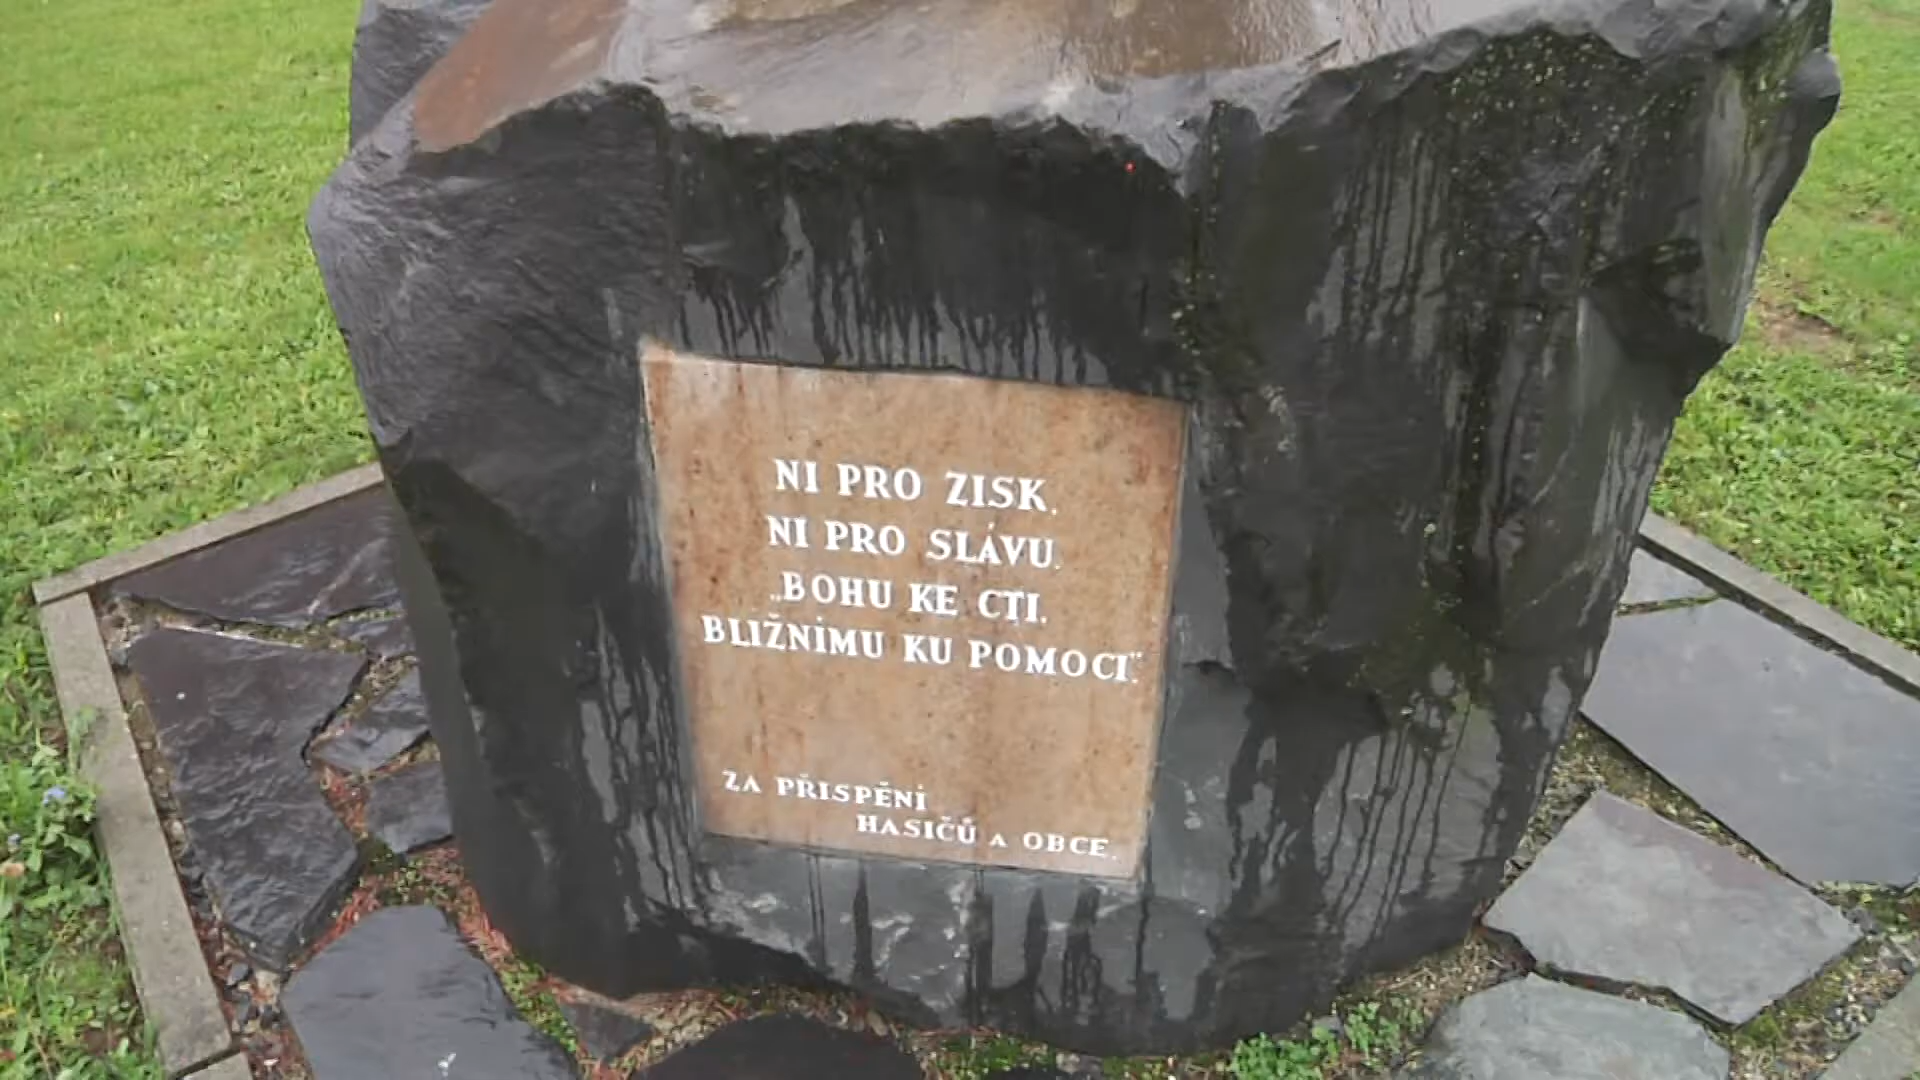 NI PRO ZISK.
NI PRO SLÁVU.
„BOHU KE CTI.
BLIŽNÍMU KU POMOCI“.
ZA PŘISPĚNÍ
HASIČŮ A OBCE.